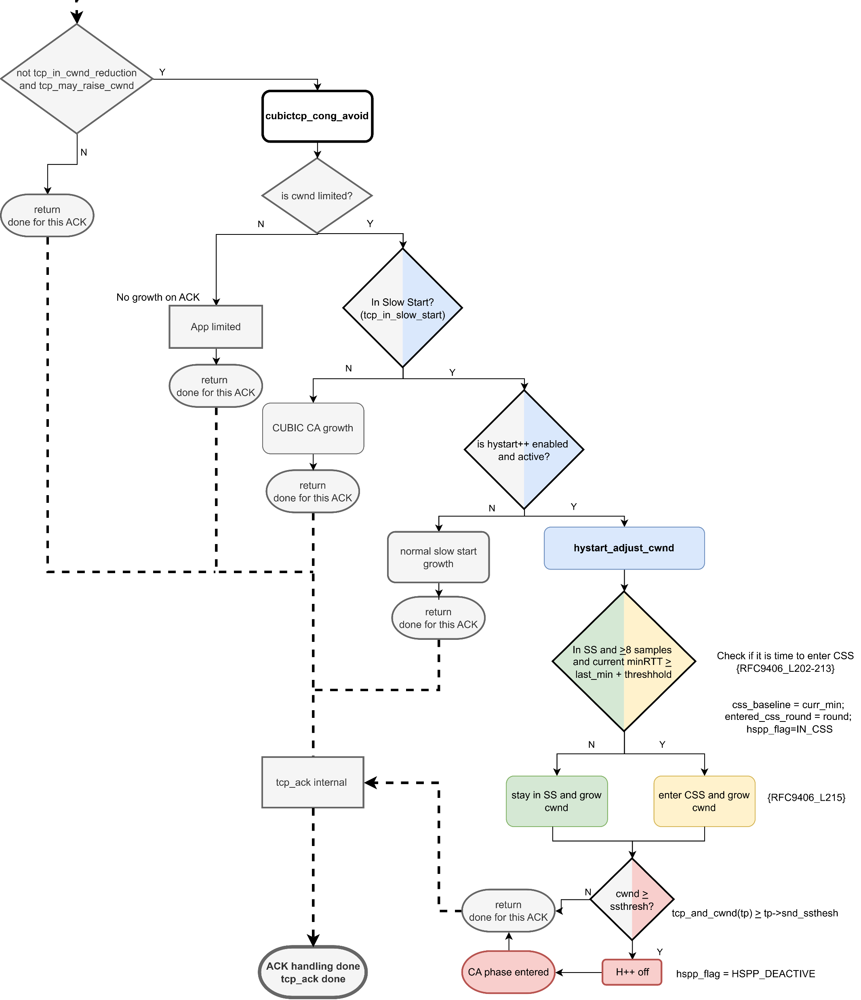 not tcp_in_cwnd_reduction
and tcp_may_raise_cwnd
Y
N
cubictcp_cong_avoid
return
done for this ACK
is cwnd limited?
N
Y
No growth on ACK
App limited
return
done for this ACK
In Slow Start?
(tcp_in_slow_start)
N
Y
CUBIC CA growth
return
done for this ACK
is hystart++ enabled
and active?
N
Y
normal slow start
growth
return
done for this ACK
hystart_adjust_cwnd
In SS and ≥8 samples
and current minRTT ≥
last_min + threshhold
Check if it is time to enter CSS
{RFC9406_L202-213}
css_baseline = curr_min;
entered_css_round = round;
hspp_flag=IN_CSS
N
Y
tcp_ack internal
stay in SS and grow
cwnd
enter CSS and grow
cwnd
{RFC9406_L215}
cwnd ≥
ssthresh?
N
return
done for this ACK
tcp_and_cwnd(tp) ≥ tp->snd_ssthesh
Y
H++ off
hspp_flag = HSPP_DEACTIVE
CA phase entered
ACK handling done
tcp_ack done